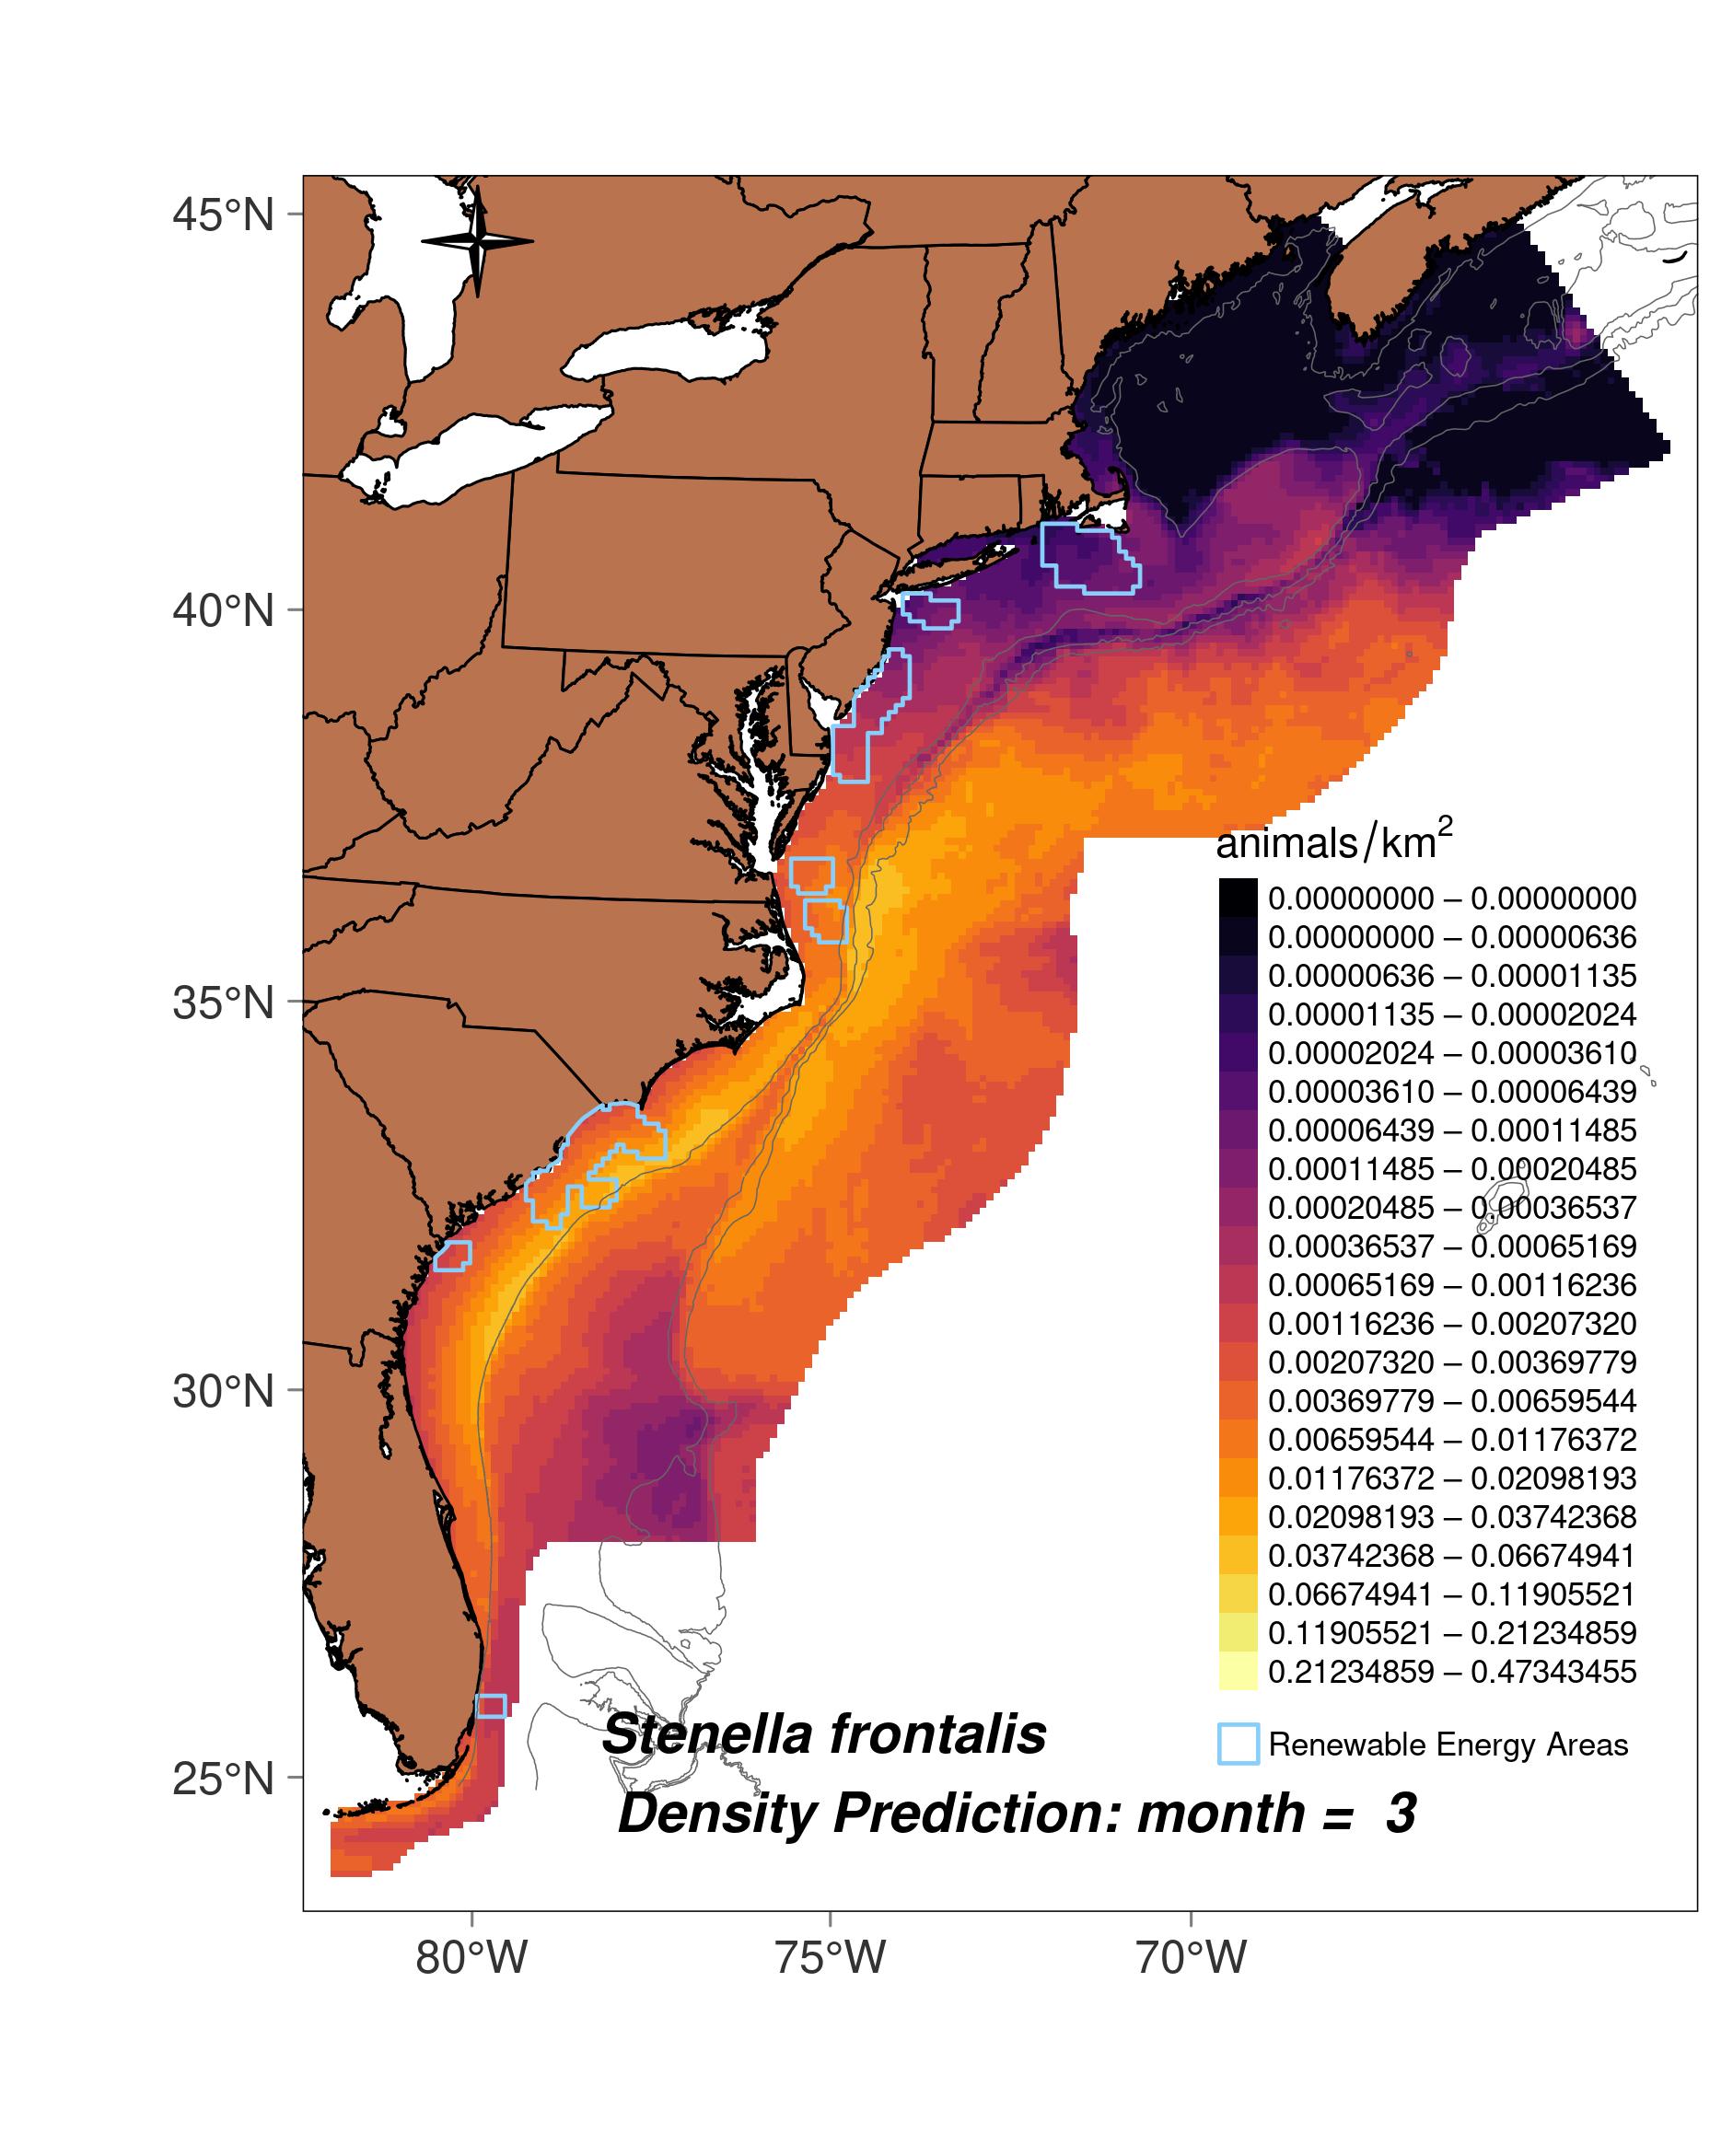 45°N
40°N
35°N
30°N
25°N
80°W
75°W
70°W
animals/km²
0.00000000 – 0.00000000
0.00000000 – 0.00000636
0.00000636 – 0.00001135
0.00001135 – 0.00002024
0.00002024 – 0.00003610
0.00003610 – 0.00006439
0.00006439 – 0.00011485
0.00011485 – 0.00020485
0.00020485 – 0.00036537
0.00036537 – 0.00065169
0.00065169 – 0.00116236
0.00116236 – 0.00207320
0.00207320 – 0.00369779
0.00369779 – 0.00659544
0.00659544 – 0.01176372
0.01176372 – 0.02098193
0.02098193 – 0.03742368
0.03742368 – 0.06674941
0.06674941 – 0.11905521
0.11905521 – 0.21234859
0.21234859 – 0.47343455
Renewable Energy Areas
Stenella frontalis
Density Prediction: month = 3